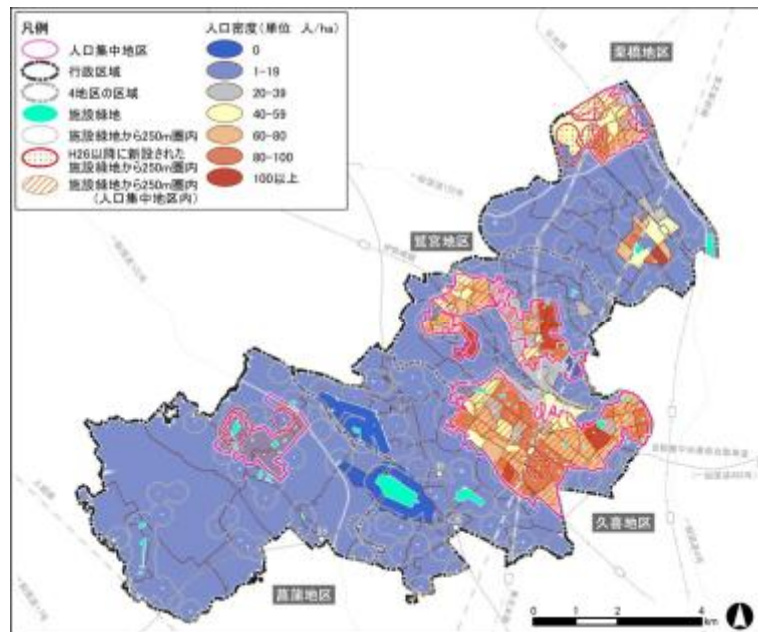 凡例
人口集中地区
行政区域
4地区の区域
施設緑地
施設緑地から250m圏内
H26以降に新設された
施設緑地から250m圏内
施設緑地から250m圏内
(人口集中地区内)
人口密度(単位 人/ha)
0
1-19
20-39
40-59
60-80
80-100
100以上
栗橋地区
鷲宮地区
久喜地区
菖蒲地区
0 1 2 4
km